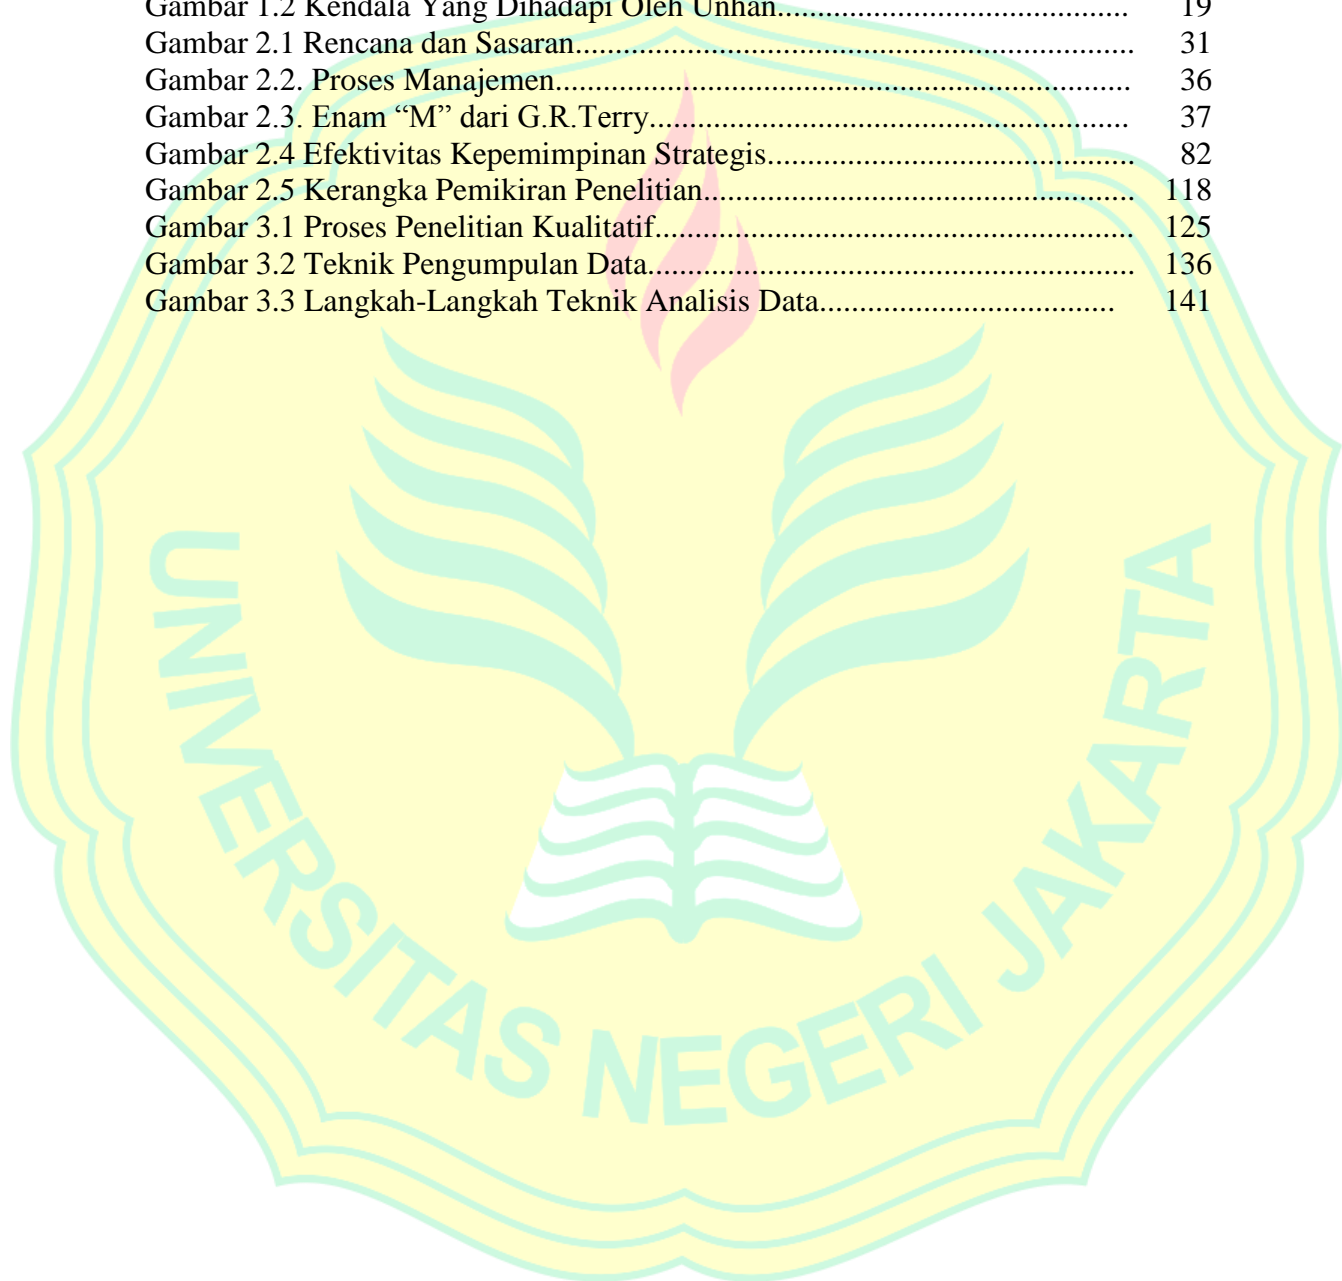 Gambar 1.2 Kendala Yang Dihadapi Oleh Unhan............................................ 19
Gambar 2.1 Rencana dan Sasaran...................................................................... 31
Gambar 2.2. Proses Manajemen........................................................................ 36
Gambar 2.3. Enam “M” dari G.R.Terry............................................................ 37
Gambar 2.4 Efektivitas Kepemimpinan Strategis.............................................. 82
Gambar 2.5 Kerangka Pemikiran Penelitian...................................................... 118
Gambar 3.1 Proses Penelitian Kualitatif............................................................ 125
Gambar 3.2 Teknik Pengumpulan Data............................................................. 136
Gambar 3.3 Langkah-Langkah Teknik Analisis Data..................................... 141
UNIVERSITAS NEGERI JAKARTA